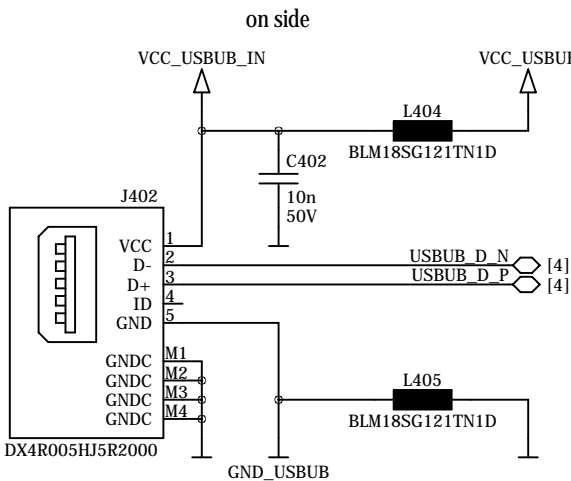 on side
VCC_USBUB_IN
VCC_USBUB
L404
BLM18SG121TN1D
C402
10n
50V
J402
VCC 1
D- 2
D+ 3
ID 4
GND 5
USBUB_D_N [4]
USBUB_D_P [4]
GNDC M1
GNDC M2
GNDC M3
GNDC M4
L405
BLM18SG121TN1D
DX4R005HJ5R2000
GND_USBUB